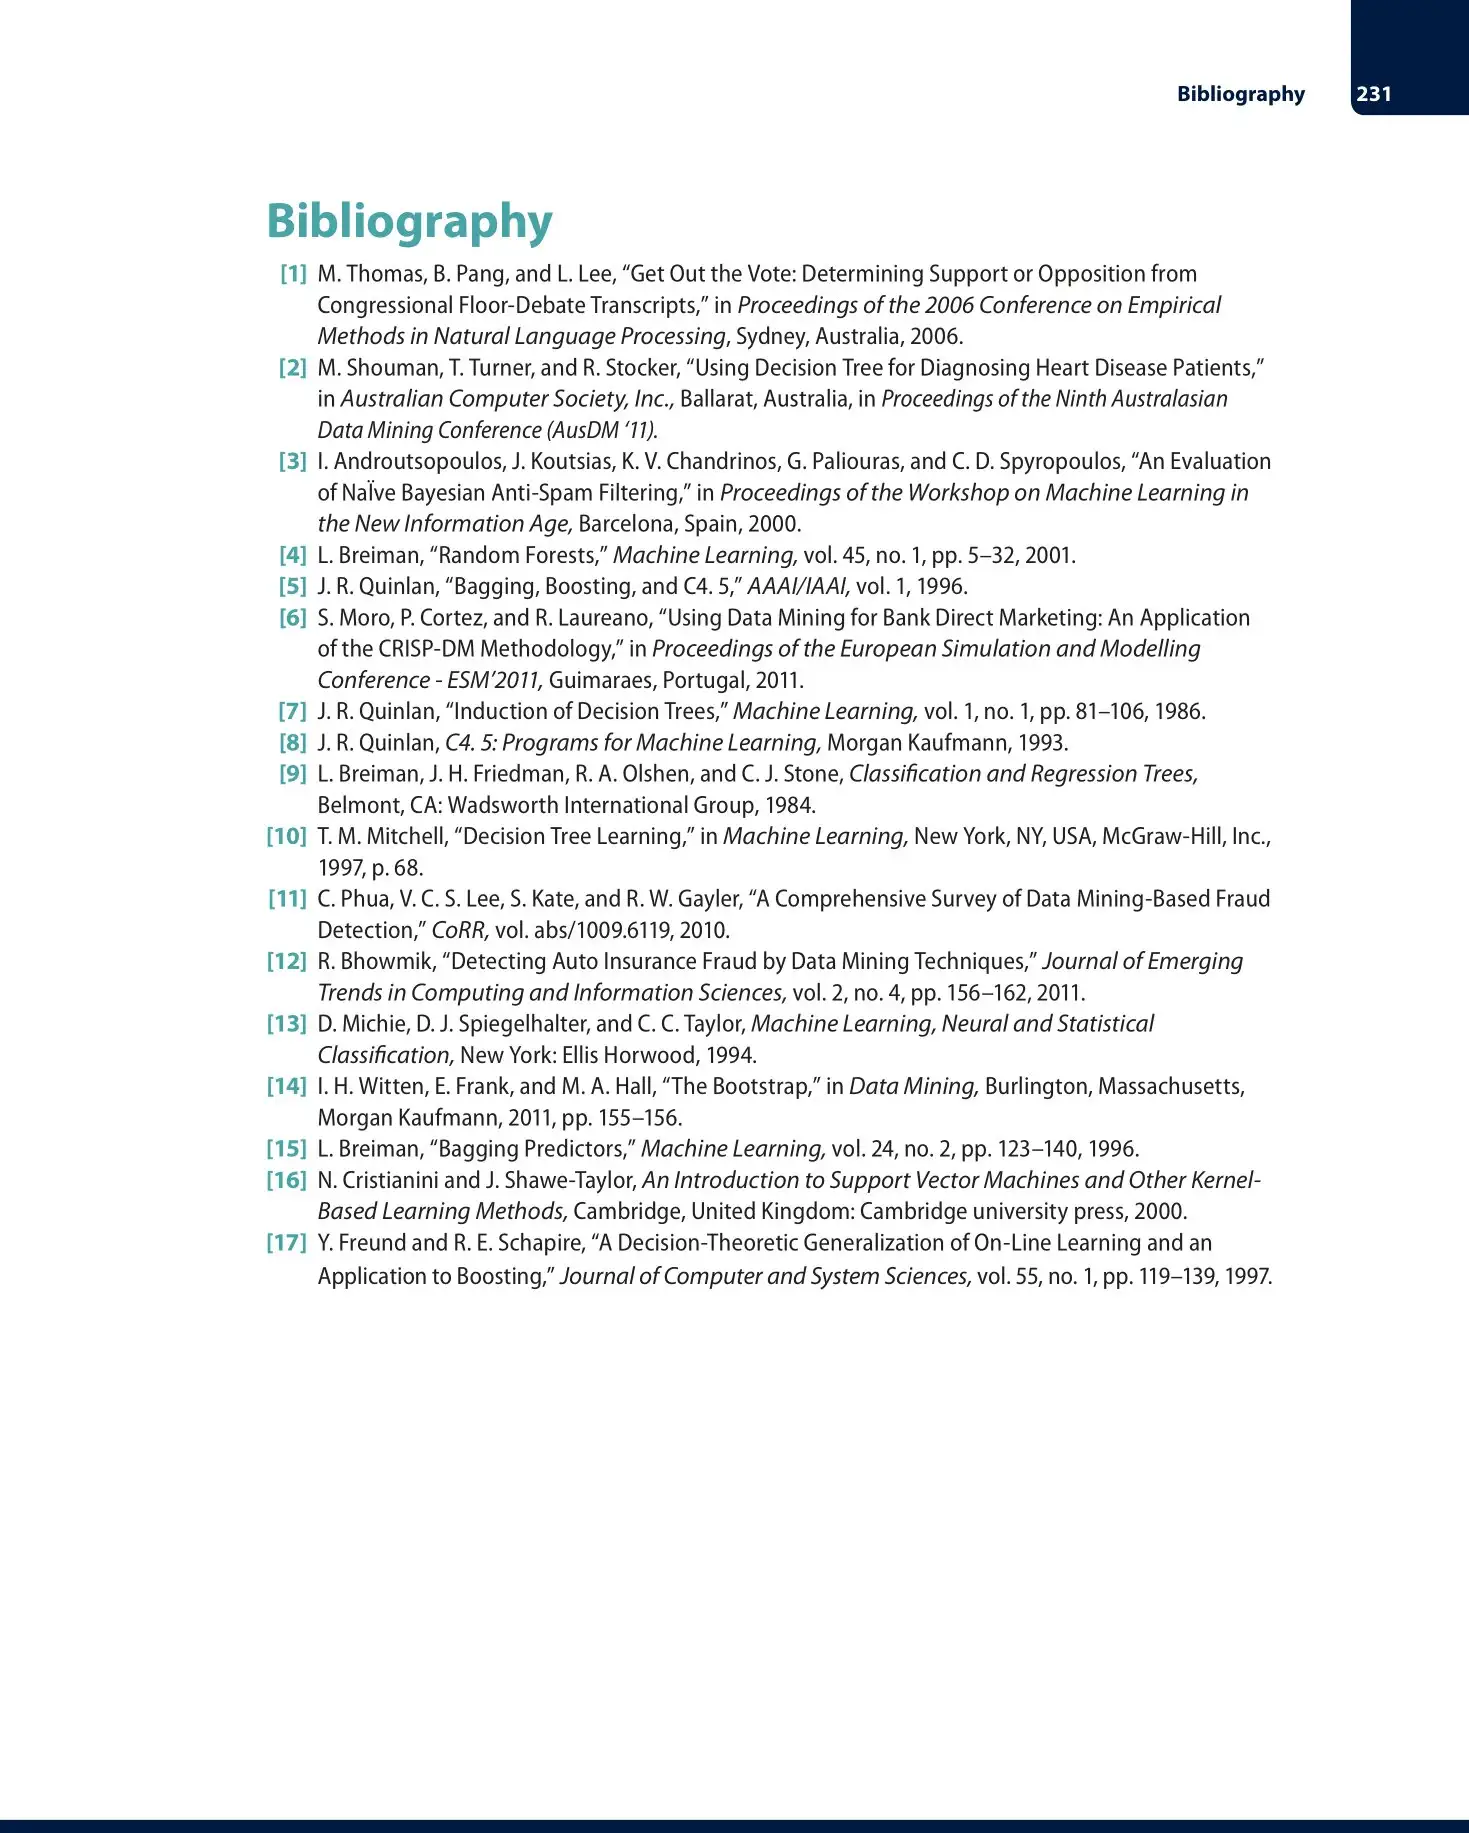 Bibliography 231
Bibliography
[1] M. Thomas, B. Pang, and L. Lee, “Get Out the Vote: Determining Support or Opposition from
Congressional Floor-Debate Transcripts,” in Proceedings of the 2006 Conference on Empirical
Methods in Natural Language Processing, Sydney, Australia, 2006.
[2] M. Shouman, T. Turner, and R. Stocker, “Using Decision Tree for Diagnosing Heart Disease Patients,”
in Australian Computer Society, Inc., Ballarat, Australia, in Proceedings of the Ninth Australasian
Data Mining Conference (AusDM ‘11).
[3] I. Androutsopoulos, J. Koutsias, K. V. Chandrinos, G. Paliouras, and C. D. Spyropoulos, “An Evaluation
of NaÏve Bayesian Anti-Spam Filtering,” in Proceedings of the Workshop on Machine Learning in
the New Information Age, Barcelona, Spain, 2000.
[4] L. Breiman, “Random Forests,” Machine Learning, vol. 45, no. 1, pp. 5–32, 2001.
[5] J. R. Quinlan, “Bagging, Boosting, and C4. 5,” AAAI/IAAI, vol. 1, 1996.
[6] S. Moro, P. Cortez, and R. Laureano, “Using Data Mining for Bank Direct Marketing: An Application
of the CRISP-DM Methodology,” in Proceedings of the European Simulation and Modelling
Conference - ESM’2011, Guimaraes, Portugal, 2011.
[7] J. R. Quinlan, “Induction of Decision Trees,” Machine Learning, vol. 1, no. 1, pp. 81–106, 1986.
[8] J. R. Quinlan, C4. 5: Programs for Machine Learning, Morgan Kaufmann, 1993.
[9] L. Breiman, J. H. Friedman, R. A. Olshen, and C. J. Stone, Classification and Regression Trees,
Belmont, CA: Wadsworth International Group, 1984.
[10] T. M. Mitchell, “Decision Tree Learning,” in Machine Learning, New York, NY, USA, McGraw-Hill, Inc.,
1997, p. 68.
[11] C. Phua, V. C. S. Lee, S. Kate, and R. W. Gayler, “A Comprehensive Survey of Data Mining-Based Fraud
Detection,” CoRR, vol. abs/1009.6119, 2010.
[12] R. Bhowmik, “Detecting Auto Insurance Fraud by Data Mining Techniques,” Journal of Emerging
Trends in Computing and Information Sciences, vol. 2, no. 4, pp. 156–162, 2011.
[13] D. Michie, D. J. Spiegelhalter, and C. C. Taylor, Machine Learning, Neural and Statistical
Classification, New York: Ellis Horwood, 1994.
[14] I. H. Witten, E. Frank, and M. A. Hall, “The Bootstrap,” in Data Mining, Burlington, Massachusetts,
Morgan Kaufmann, 2011, pp. 155–156.
[15] L. Breiman, “Bagging Predictors,” Machine Learning, vol. 24, no. 2, pp. 123–140, 1996.
[16] N. Cristianini and J. Shawe-Taylor, An Introduction to Support Vector Machines and Other Kernel-
Based Learning Methods, Cambridge, United Kingdom: Cambridge university press, 2000.
[17] Y. Freund and R. E. Schapire, “A Decision-Theoretic Generalization of On-Line Learning and an
Application to Boosting,” Journal of Computer and System Sciences, vol. 55, no. 1, pp. 119–139, 1997.